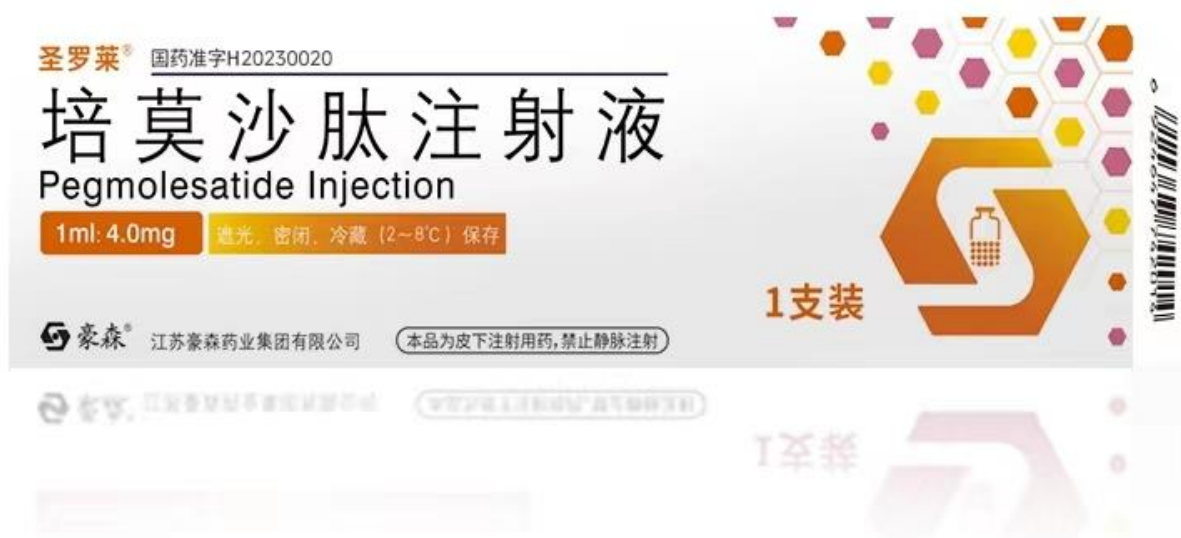 圣罗莱® 国药准字H20230020
培莫沙肽注射液
Pegmolesatide Injection
1ml: 4.0mg 遮光、密闭、冷藏（2~8℃）保存
1支装
豪森® 江苏豪森药业集团有限公司 本品为皮下注射用药，禁止静脉注射